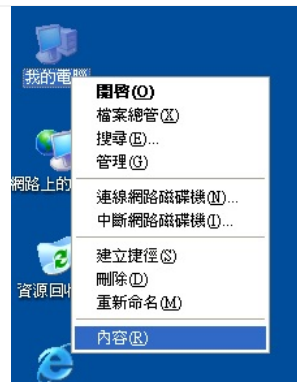 我的電腦
開啓(O)
檔案總管(X)
搜尋(E)...
管理(G)
網路上的
連線網路磁碟機(N)...
中斷網路磁碟機(I)...
建立捷徑(S)
刪除(D)
資源回
重新命名(M)
內容(R)